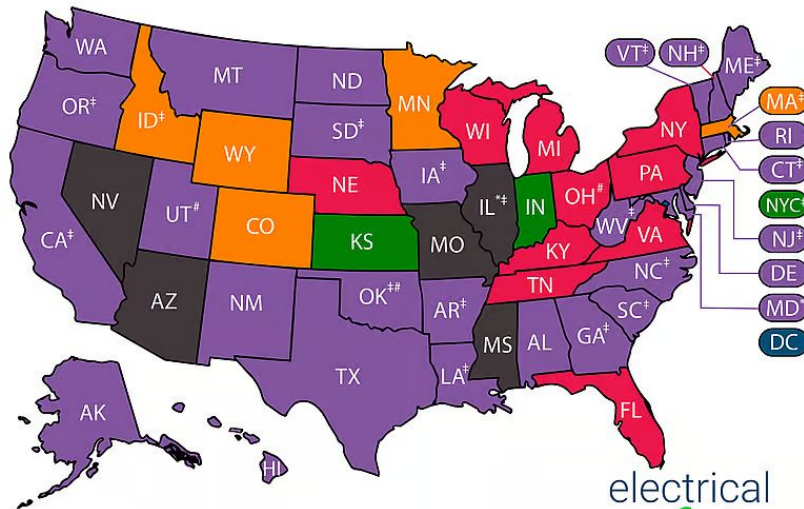 WA
MT
ND
MN
VT‡
NH‡
ME‡
OR‡
ID‡
SD‡
WI
MI
NY
MA‡
WY
RI
NE
IA‡
PA
CT‡
NV
UT#
CO
IL*‡
IN
OH#
NYC‡
CA‡
KS
MO
WV‡
VA
NJ‡
KY
DE
AZ
NM
OK‡#
AR‡
TN
NC‡
MD*
SC‡
MS
AL
GA‡
DC
TX
LA‡
AK
HI
FL
electrical